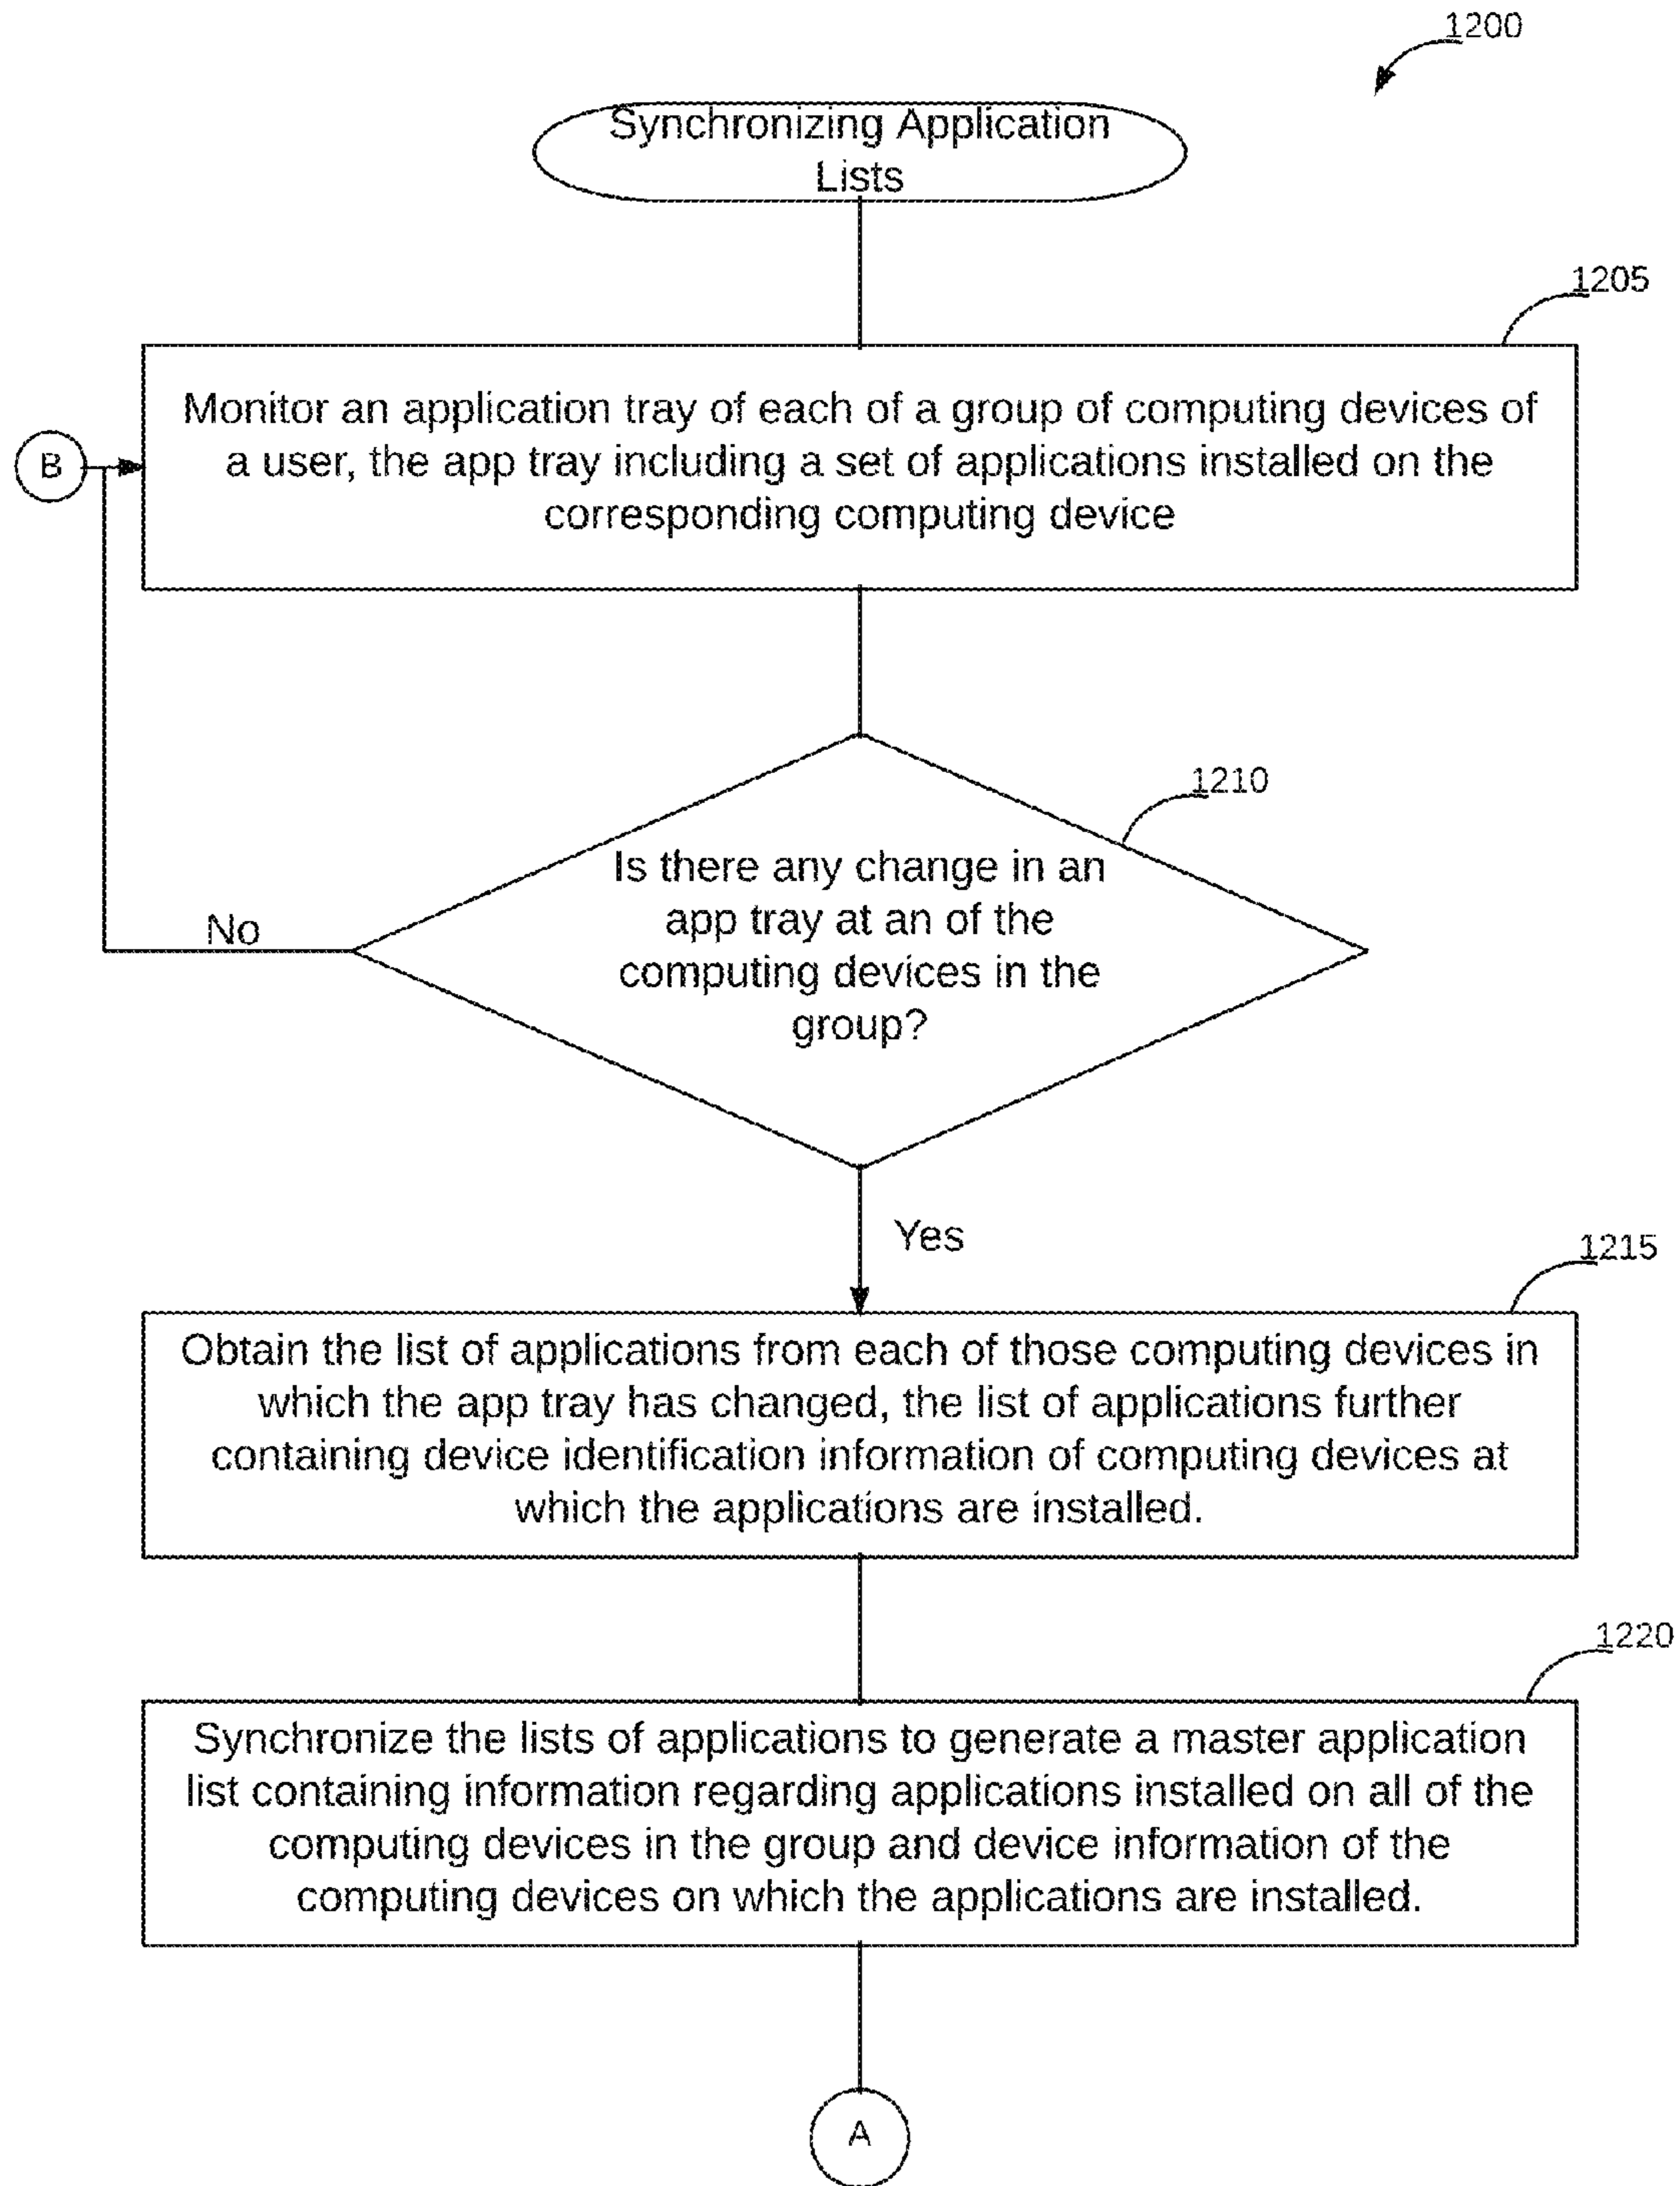 1200
Synchronizing Application
Lists
1205
Monitor an application tray of each of a group of computing devices of
a user, the app tray including a set of applications installed on the
corresponding computing device
B
1210
Is there any change in an
app tray at an of the
computing devices in the
group?
No
Yes
1215
Obtain the list of applications from each of those computing devices in
which the app tray has changed, the list of applications further
containing device identification information of computing devices at
which the applications are installed.
1220
Synchronize the lists of applications to generate a master application
list containing information regarding applications installed on all of the
computing devices in the group and device information of the
computing devices on which the applications are installed.
A